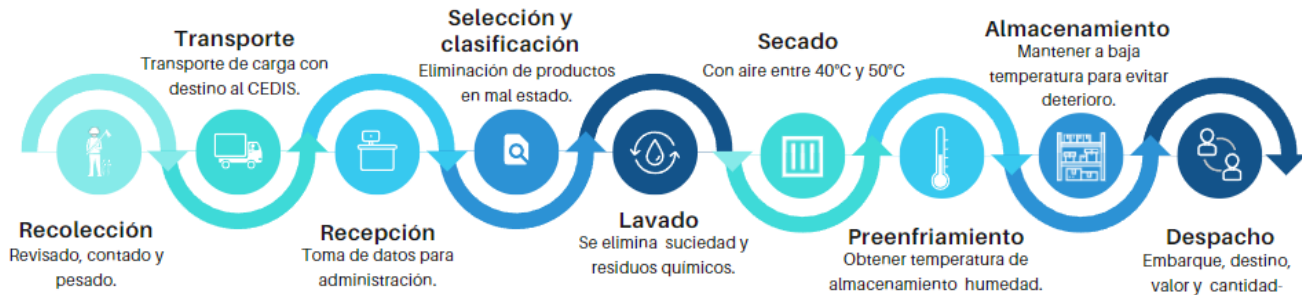 Recolección
Revisado, contado y
pesado.
Transporte
Transporte de carga con
destino al CEDIS.
Recepción
Toma de datos para
administración.
Selección y
clasificación
Eliminación de productos
en mal estado.
Lavado
Se elimina suciedad y
residuos químicos.
Secado
Con aire entre 40°C y 50°C
Preenfriamiento
Obtener temperatura de
almacenamiento humedad.
Almacenamiento
Mantener a baja
temperatura para evitar
deterioro.
Despacho
Embarque, destino,
valor y cantidad-